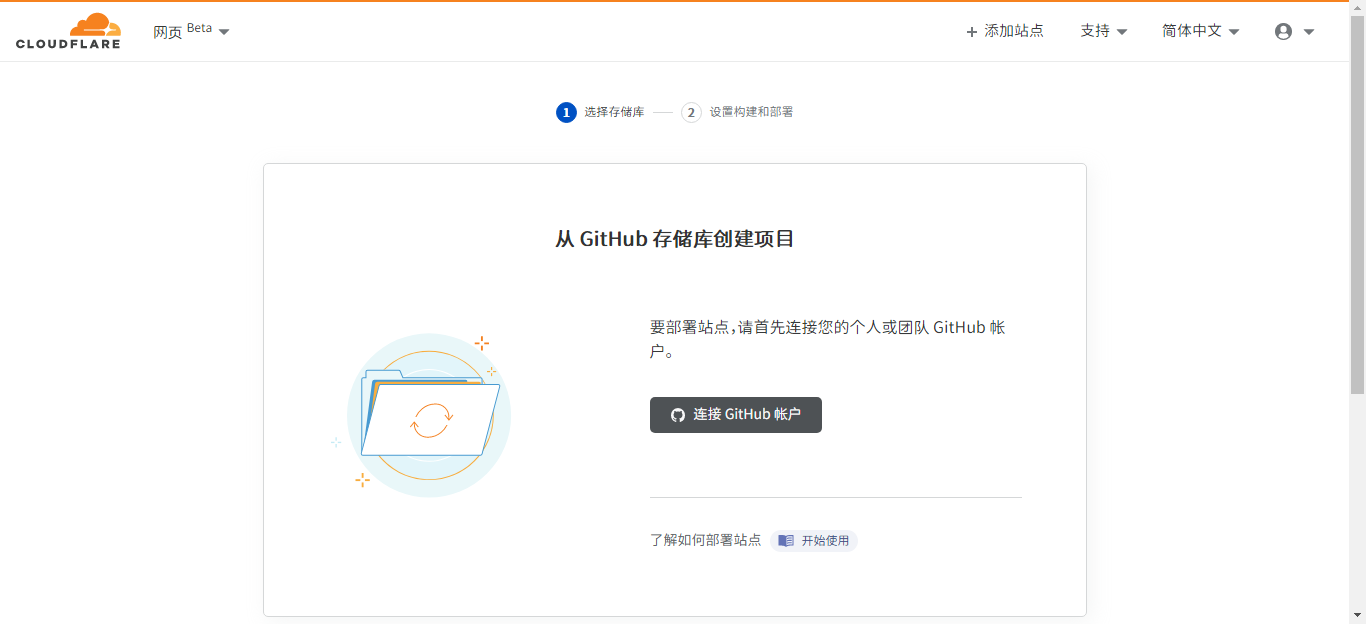 CLOUDFLARE
网页 Beta
+ 添加站点
支持
简体中文
1 选择存储库
2 设置构建和部署
从 GitHub 存储库创建项目
要部署站点,请首先连接您的个人或团队 GitHub 帐
户。
连接 GitHub 帐户
了解如何部署站点 开始使用